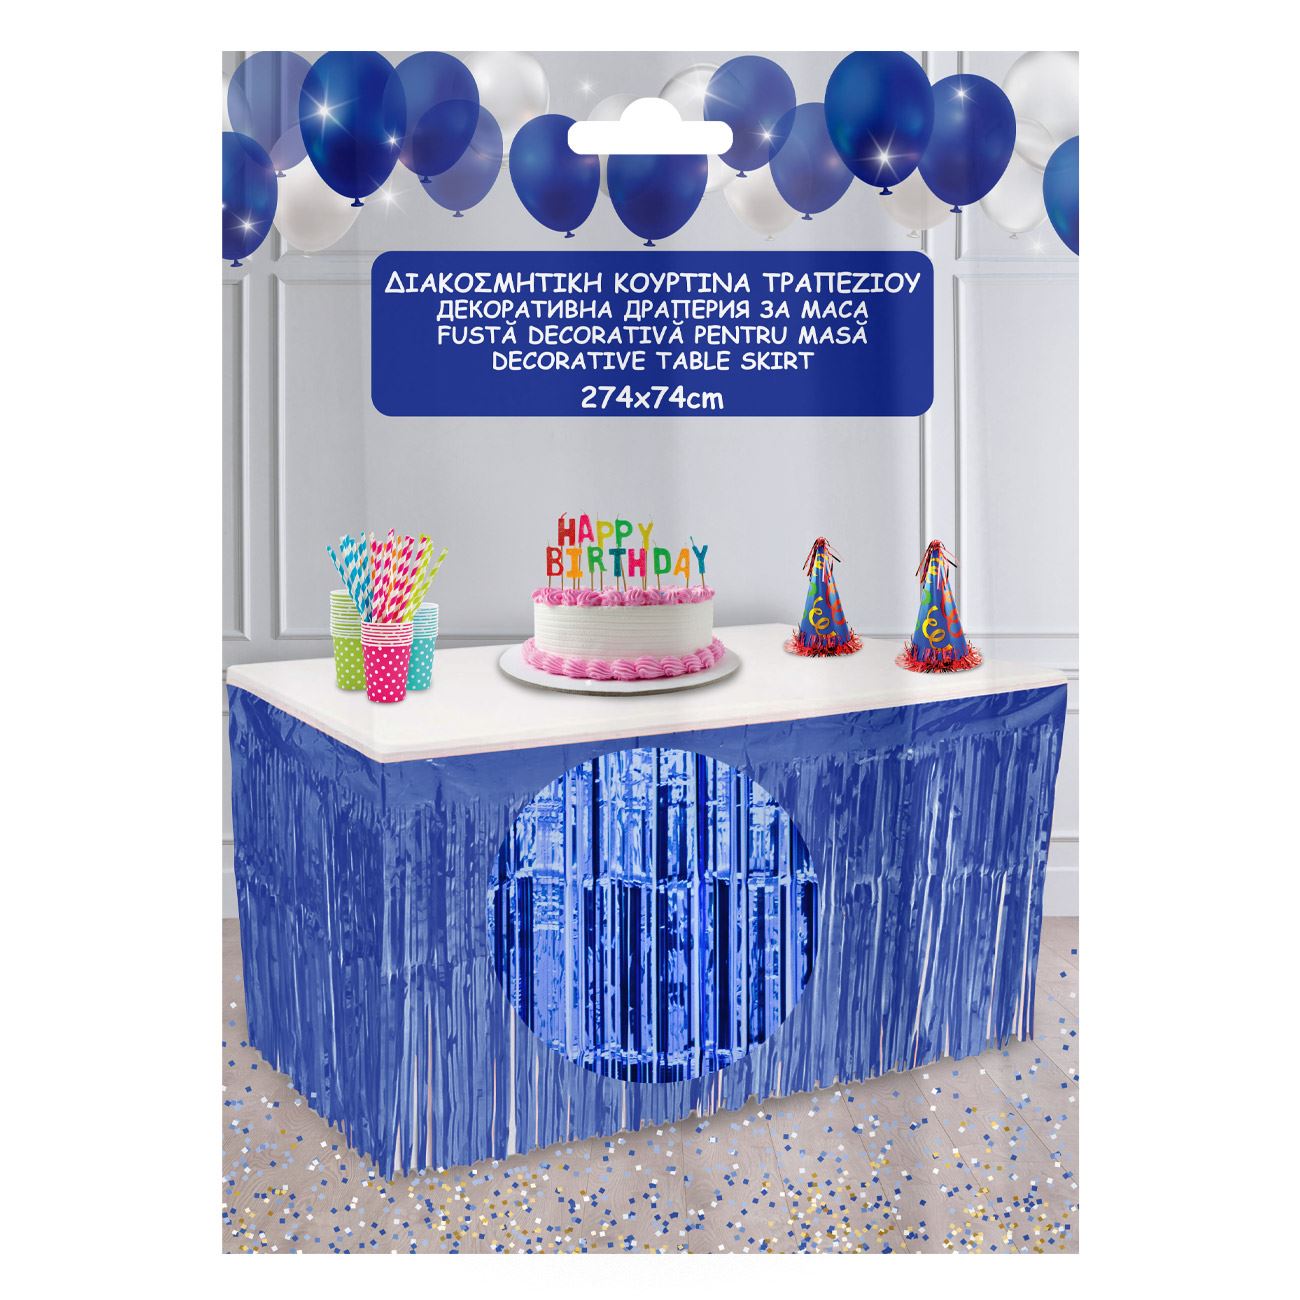 ΔΙΑΚΟΣΜΗΤΙΚΗ ΚΟΥΡΤΙΝΑ ΤΡΑΠΕΖΙΟΥ
ДЕКОРАТИВНА ДРАПЕРИЯ ЗА МАСА
FUSTĂ DECORATIVĂ PENTRU MASĂ
DECORATIVE TABLE SKIRT
274x74cm
HAPPY
BIRTHDAY